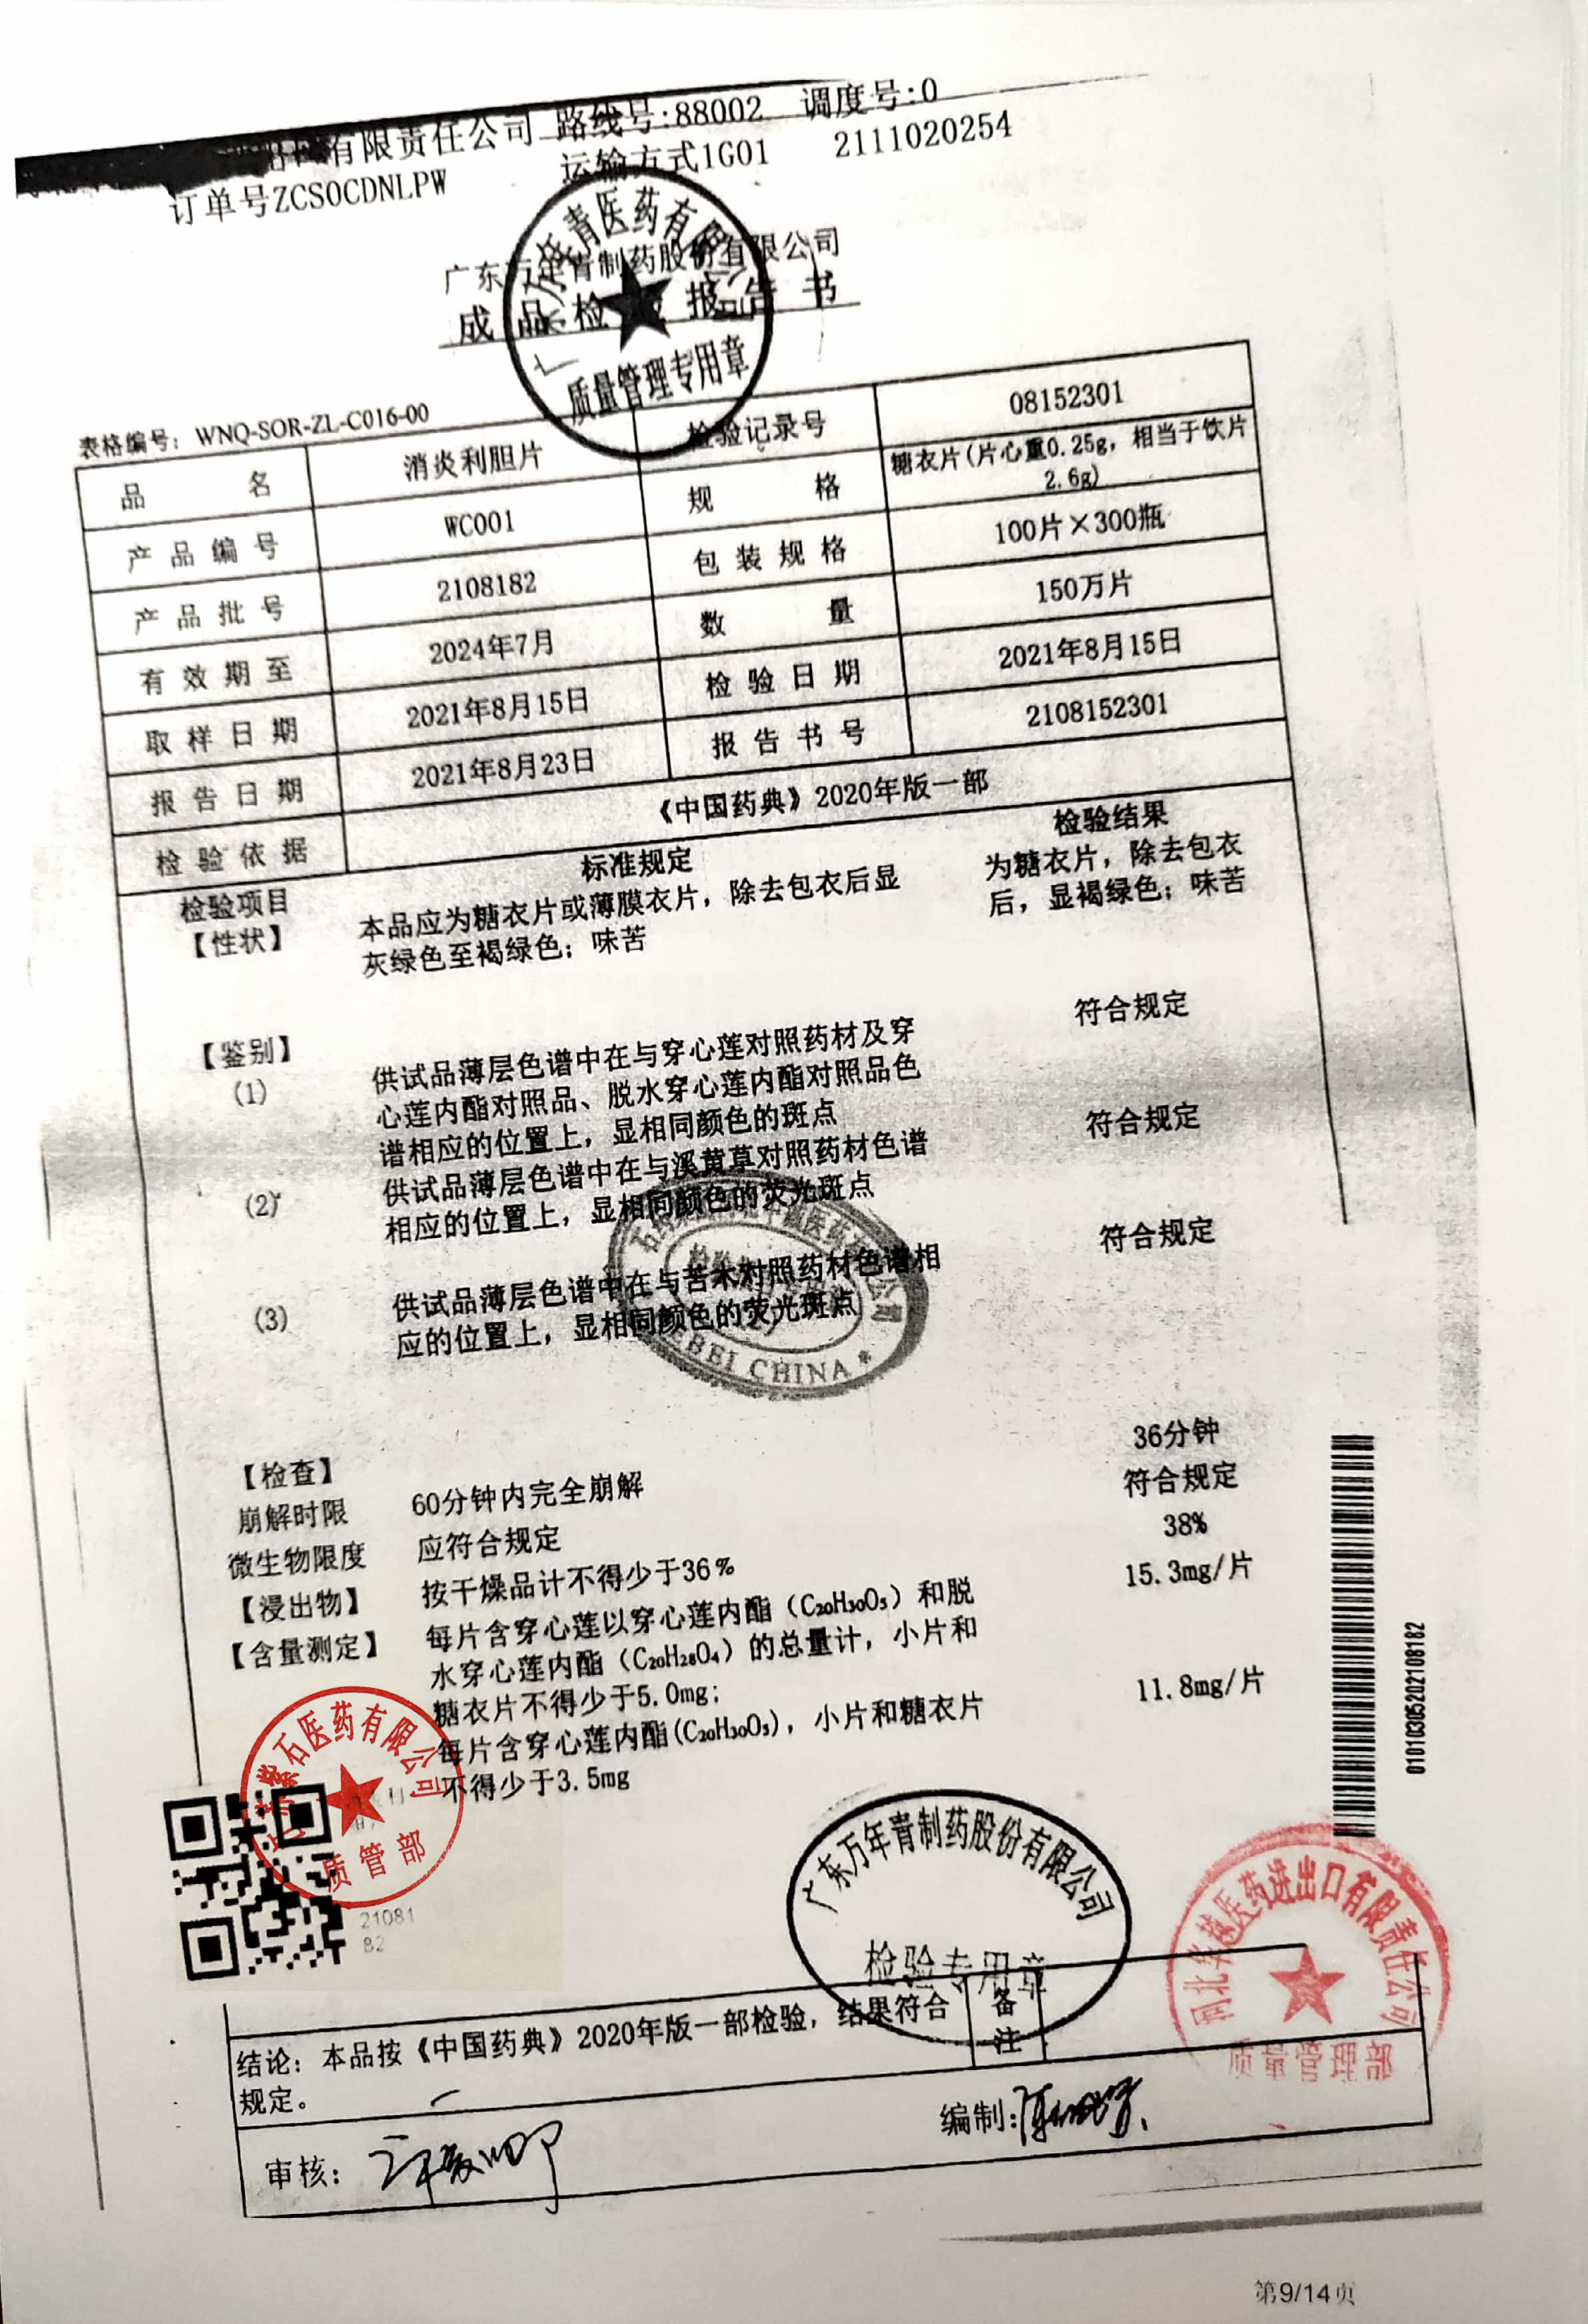 有限责任公司 路线号:88002 调度号:0
订单号ZCS0CDNLPW 运输方式1G01 2111020254
广东万年青制药股份有限公司
成品检验报告书
质量管理专用章
表格编号：WNQ-SOR-ZL-C016-00
品名 消炎利胆片 检验记录号 08152301
产品编号 WC001 规格 糖衣片(片心重0.25g，相当于饮片
2.6g)
产品批号 2108182 包装规格 100片×300瓶
有效期至 2024年7月 数量 150万片
取样日期 2021年8月15日 检验日期 2021年8月15日
报告日期 2021年8月23日 报告书号 2108152301
检验依据 《中国药典》2020年版一部
检验项目 标准规定 检验结果
【性状】 本品应为糖衣片或薄膜衣片，除去包衣后显 为糖衣片，除去包衣
灰绿色至褐绿色；味苦 后，显褐绿色；味苦
【鉴别】
(1) 供试品薄层色谱中在与穿心莲对照药材及穿 符合规定
心莲内酯对照品、脱水穿心莲内酯对照品色
谱相应的位置上，显相同颜色的斑点
(2) 供试品薄层色谱中在与溪黄草对照药材色谱 符合规定
相应的位置上，显相同颜色的荧光斑点
(3) 供试品薄层色谱中在与苦木对照药材色谱相 符合规定
应的位置上，显相同颜色的荧光斑点
EBEI CHINA *
【检查】
崩解时限 60分钟内完全崩解 36分钟
微生物限度 应符合规定 符合规定
【浸出物】 按干燥品计不得少于36% 38%
【含量测定】 每片含穿心莲以穿心莲内酯（C₂₀H₃₀O₅）和脱 15.3mg/片
水穿心莲内酯（C₂₀H₂₈O₄）的总量计，小片和
糖衣片不得少于5.0mg；
每片含穿心莲内酯(C₂₀H₃₀O₅)，小片和糖衣片 11.8mg/片
不得少于3.5mg
01010305202108182
石医药有限公司
质管部
21081
82
广东万年青制药股份有限公司
检验专用章
河北华越医药进出口有限责任公司
质量管理部
结论：本品按《中国药典》2020年版一部检验，结果符合 备
规定。 注
审核： 编制：
第9/14页